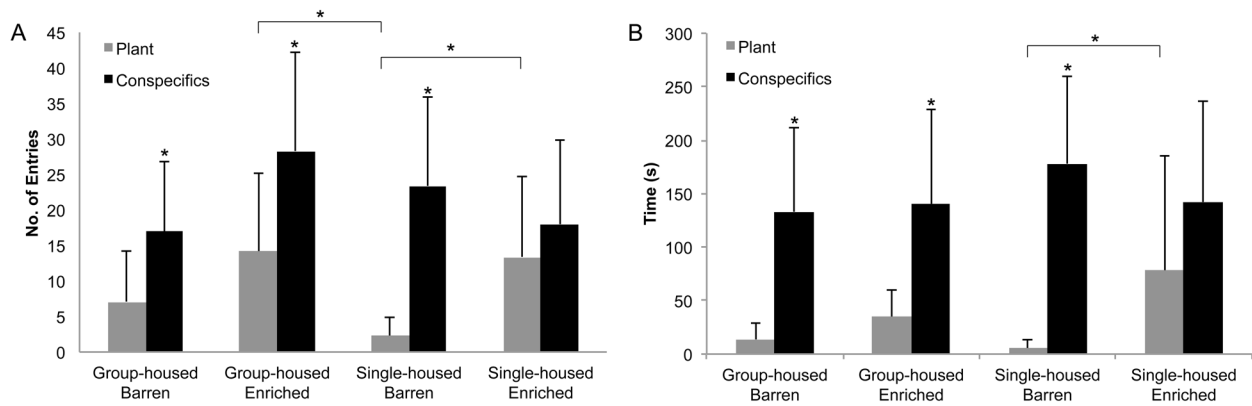 A
No. of Entries
45
40
35
30
25
20
15
10
5
0
Plant
Conspecifics
*
*
*
*
*
Group-housed
Barren
Group-housed
Enriched
Single-housed
Barren
Single-housed
Enriched
B
Time (s)
300
250
200
150
100
50
0
Plant
Conspecifics
*
*
*
*
Group-housed
Barren
Group-housed
Enriched
Single-housed
Barren
Single-housed
Enriched